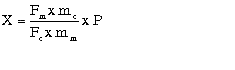 X = (F_m x m_c) / (F_c x m_m) x P